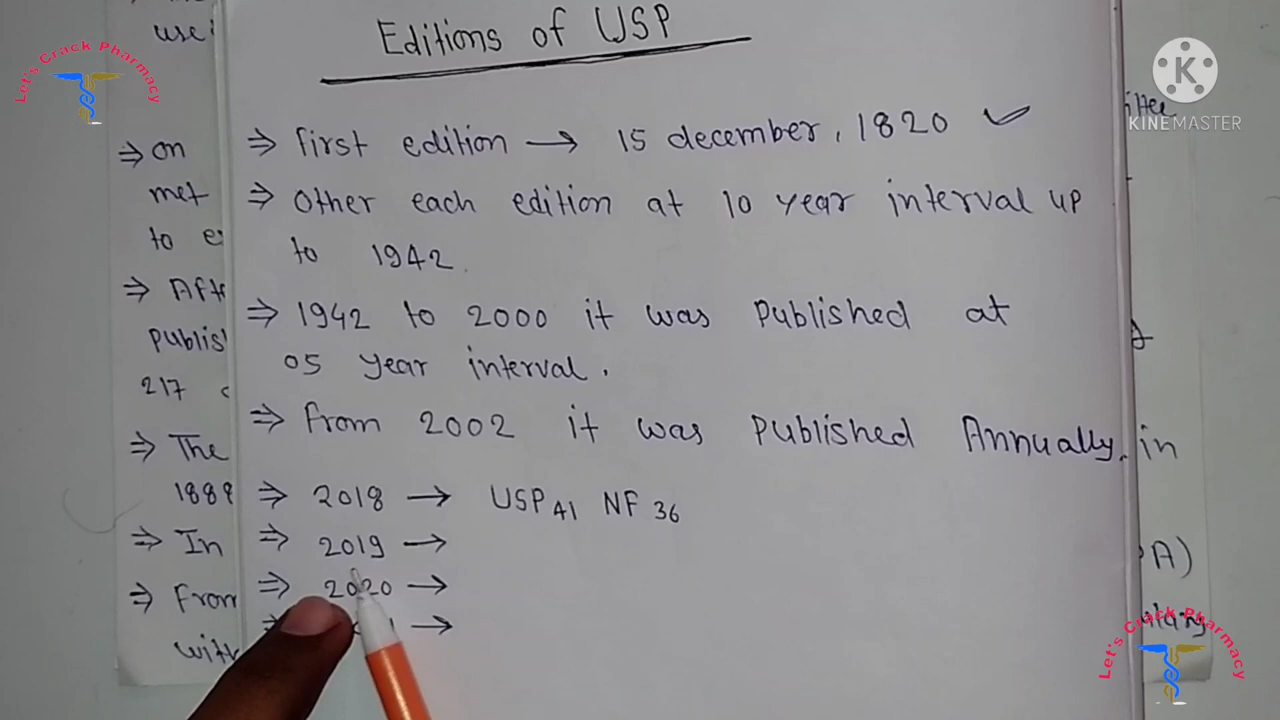 Let's Crack Pharmacy
KINEMASTER
Editions of USP
usei
⇒ First edition → 15 december, 1820 ✓
⇒ on
⇒ Other each edition at 10 year interval up
met
to 1942.
to e
⇒ Aft
⇒ 1942 to 2000 it was Published at
Publis
05 year interval.
217
⇒ From 2002 it was Published Annually. in
⇒ The
1888
⇒ 2018 → USP41 NF 36
⇒ In
⇒ 2019 →
PA)
⇒ From
⇒ 2020 →
→
with
Let's Crack Pharmacy